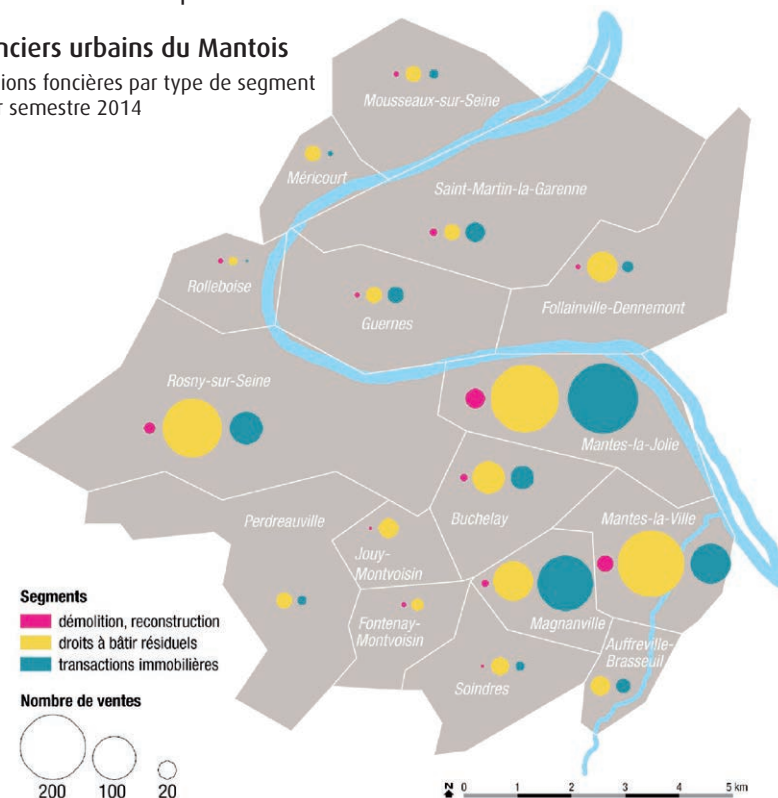 nciers urbains du Mantois
ions foncières par type de segment
semestre 2014
Mousseaux-sur-Seine
Méricourt
Saint-Martin-la-Garenne
Rolleboise
Guernes
Follainville-Dennemont
Rosny-sur-Seine
Mantes-la-Jolie
Perdreauville
Buchelay
Mantes-la-Ville
Jouy-
Montvoisin
Fontenay-
Montvoisin
Magnanville
Auffreville-
Brasseuil
Soindres
Segments
démolition, reconstruction
droits à bâtir résiduels
transactions immobilières
Nombre de ventes
200 100 20
N 0 1 2 3 4 5 km